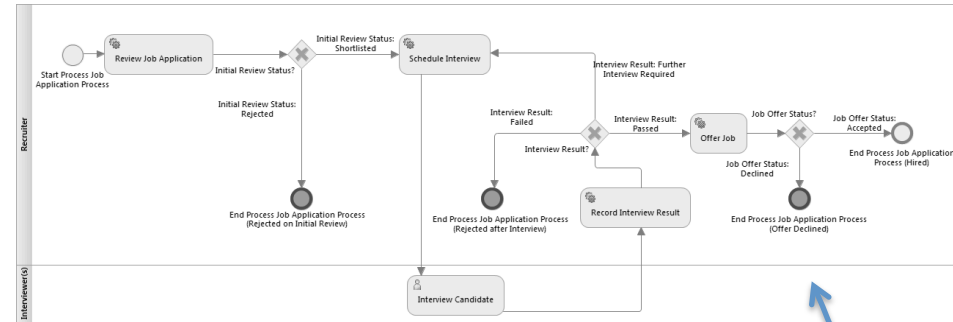 Recruiter
Start Process Job
Application Process
Review Job Application
Initial Review Status?
Initial Review Status:
Shortlisted
Initial Review Status:
Rejected
End Process Job Application Process
(Rejected on Initial Review)
Schedule Interview
Interview Result: Further
Interview Required
Interview Result:
Failed
Interview Result?
Interview Result:
Passed
End Process Job Application Process
(Rejected after Interview)
Record Interview Result
Offer Job
Job Offer Status?
Job Offer Status:
Accepted
End Process Job Application
Process (Hired)
Job Offer Status:
Declined
End Process Job Application Process
(Offer Declined)
Interviewer(s)
Interview Candidate